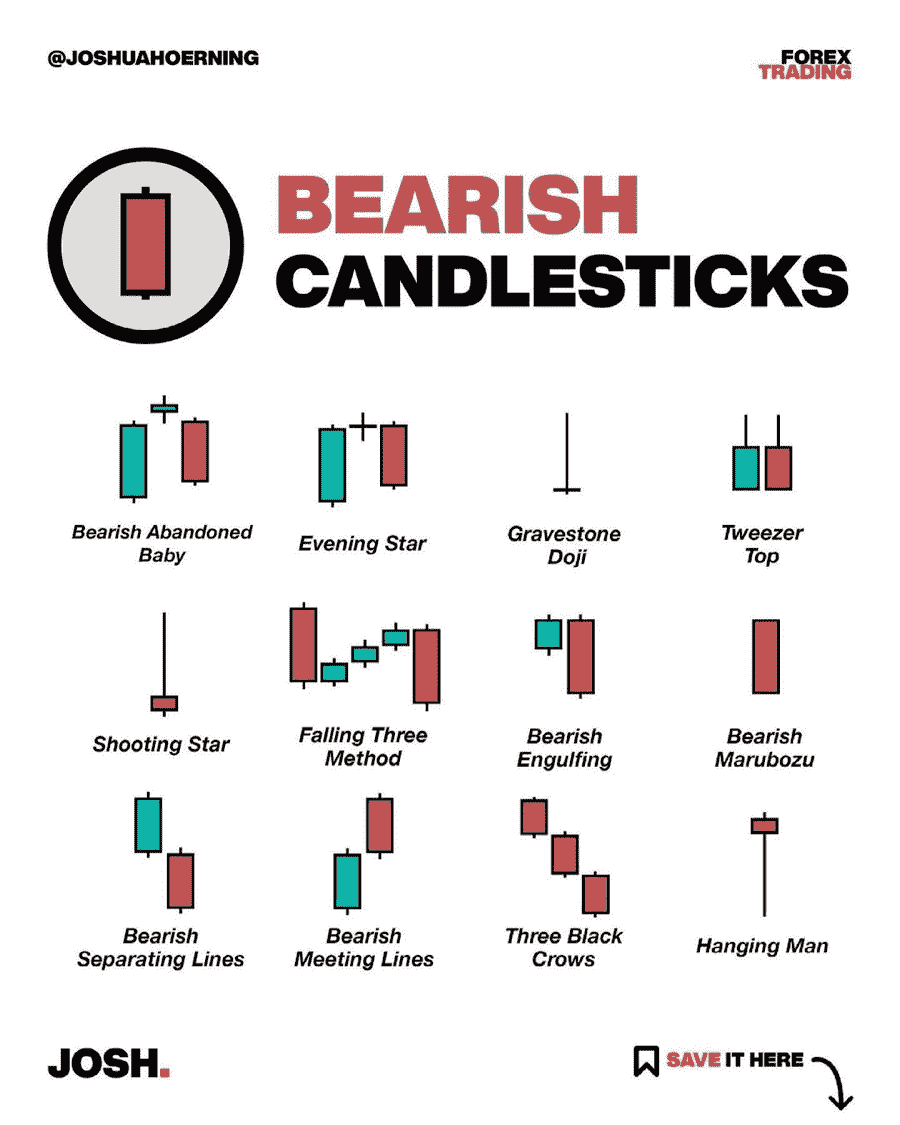 @JOSHUAHOERNING
FOREX
TRADING
BEARISH
CANDLESTICKS
Bearish Abandoned
Baby
Evening Star
Gravestone
Doji
Tweezer
Top
Shooting Star
Falling Three
Method
Bearish
Engulfing
Bearish
Marubozu
Bearish
Separating Lines
Bearish
Meeting Lines
Three Black
Crows
Hanging Man
JOSH.
SAVE IT HERE